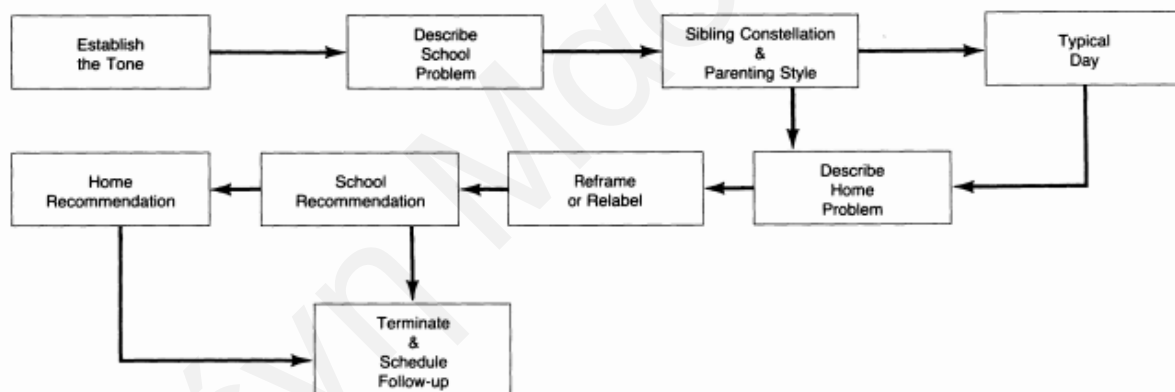 Establish
the Tone
Describe
School
Problem
Sibling Constellation
&
Parenting Style
Typical
Day
Home
Recommendation
School
Recommendation
Reframe
or Relabel
Describe
Home
Problem
Terminate
&
Schedule
Follow-up